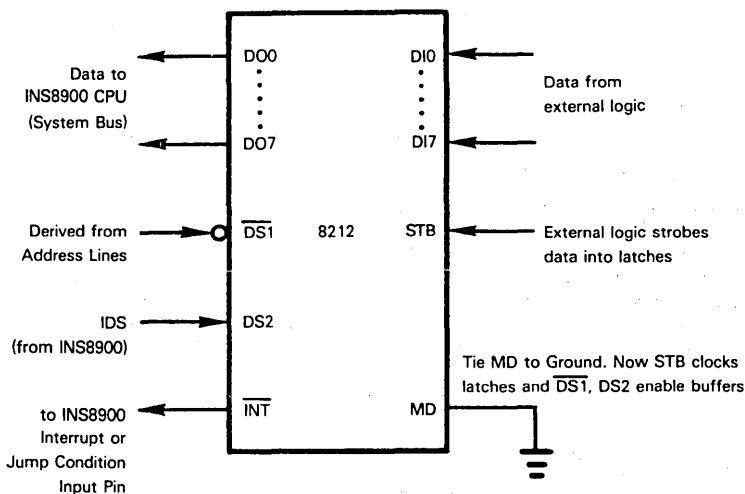 Data to
INS8900 CPU
(System Bus)
Derived from
Address Lines
IDS
(from INS8900)
to INS8900
Interrupt or
Jump Condition
Input Pin
DO0
DO7
DS1
DS2
INT
8212
DI0
DI7
STB
MD
Data from
external logic
External logic strobes
data into latches
Tie MD to Ground. Now STB clocks
latches and DS1, DS2 enable buffers